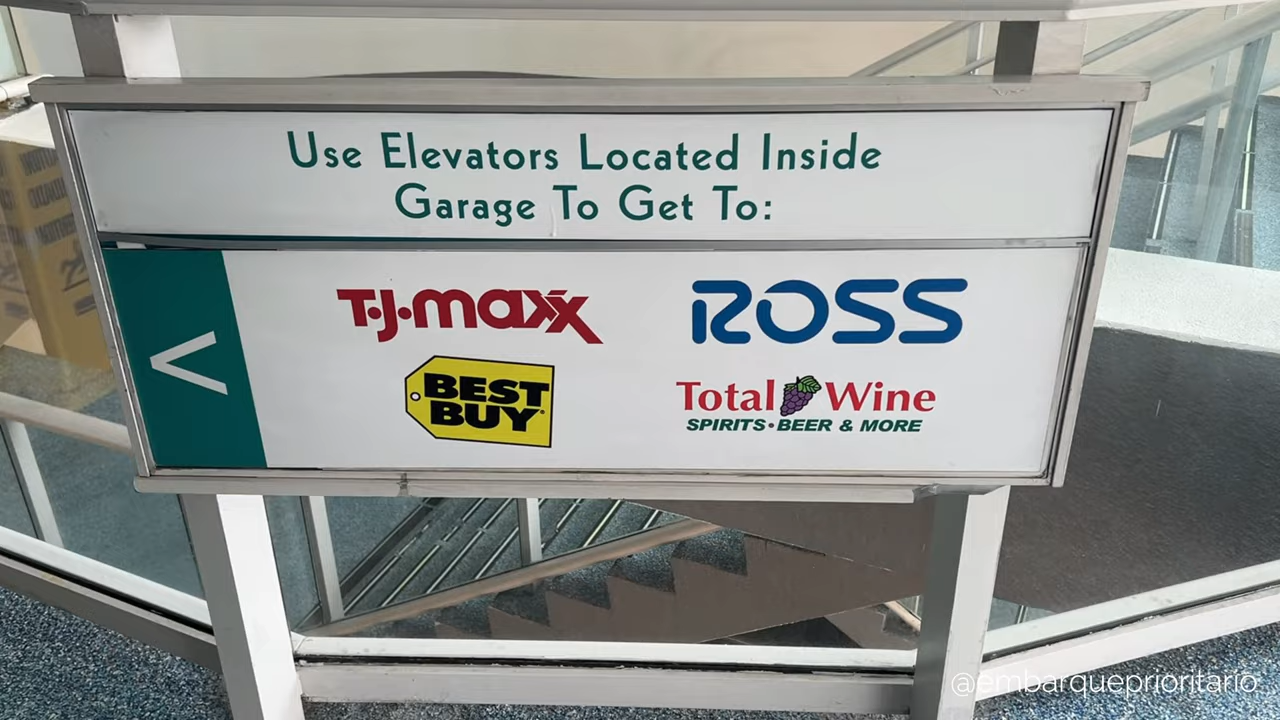 Use Elevators Located Inside
Garage To Get To:
<
T·J·maxx
ROSS
BEST
BUY
Total Wine
SPIRITS • BEER & MORE
@embarqueprioritario